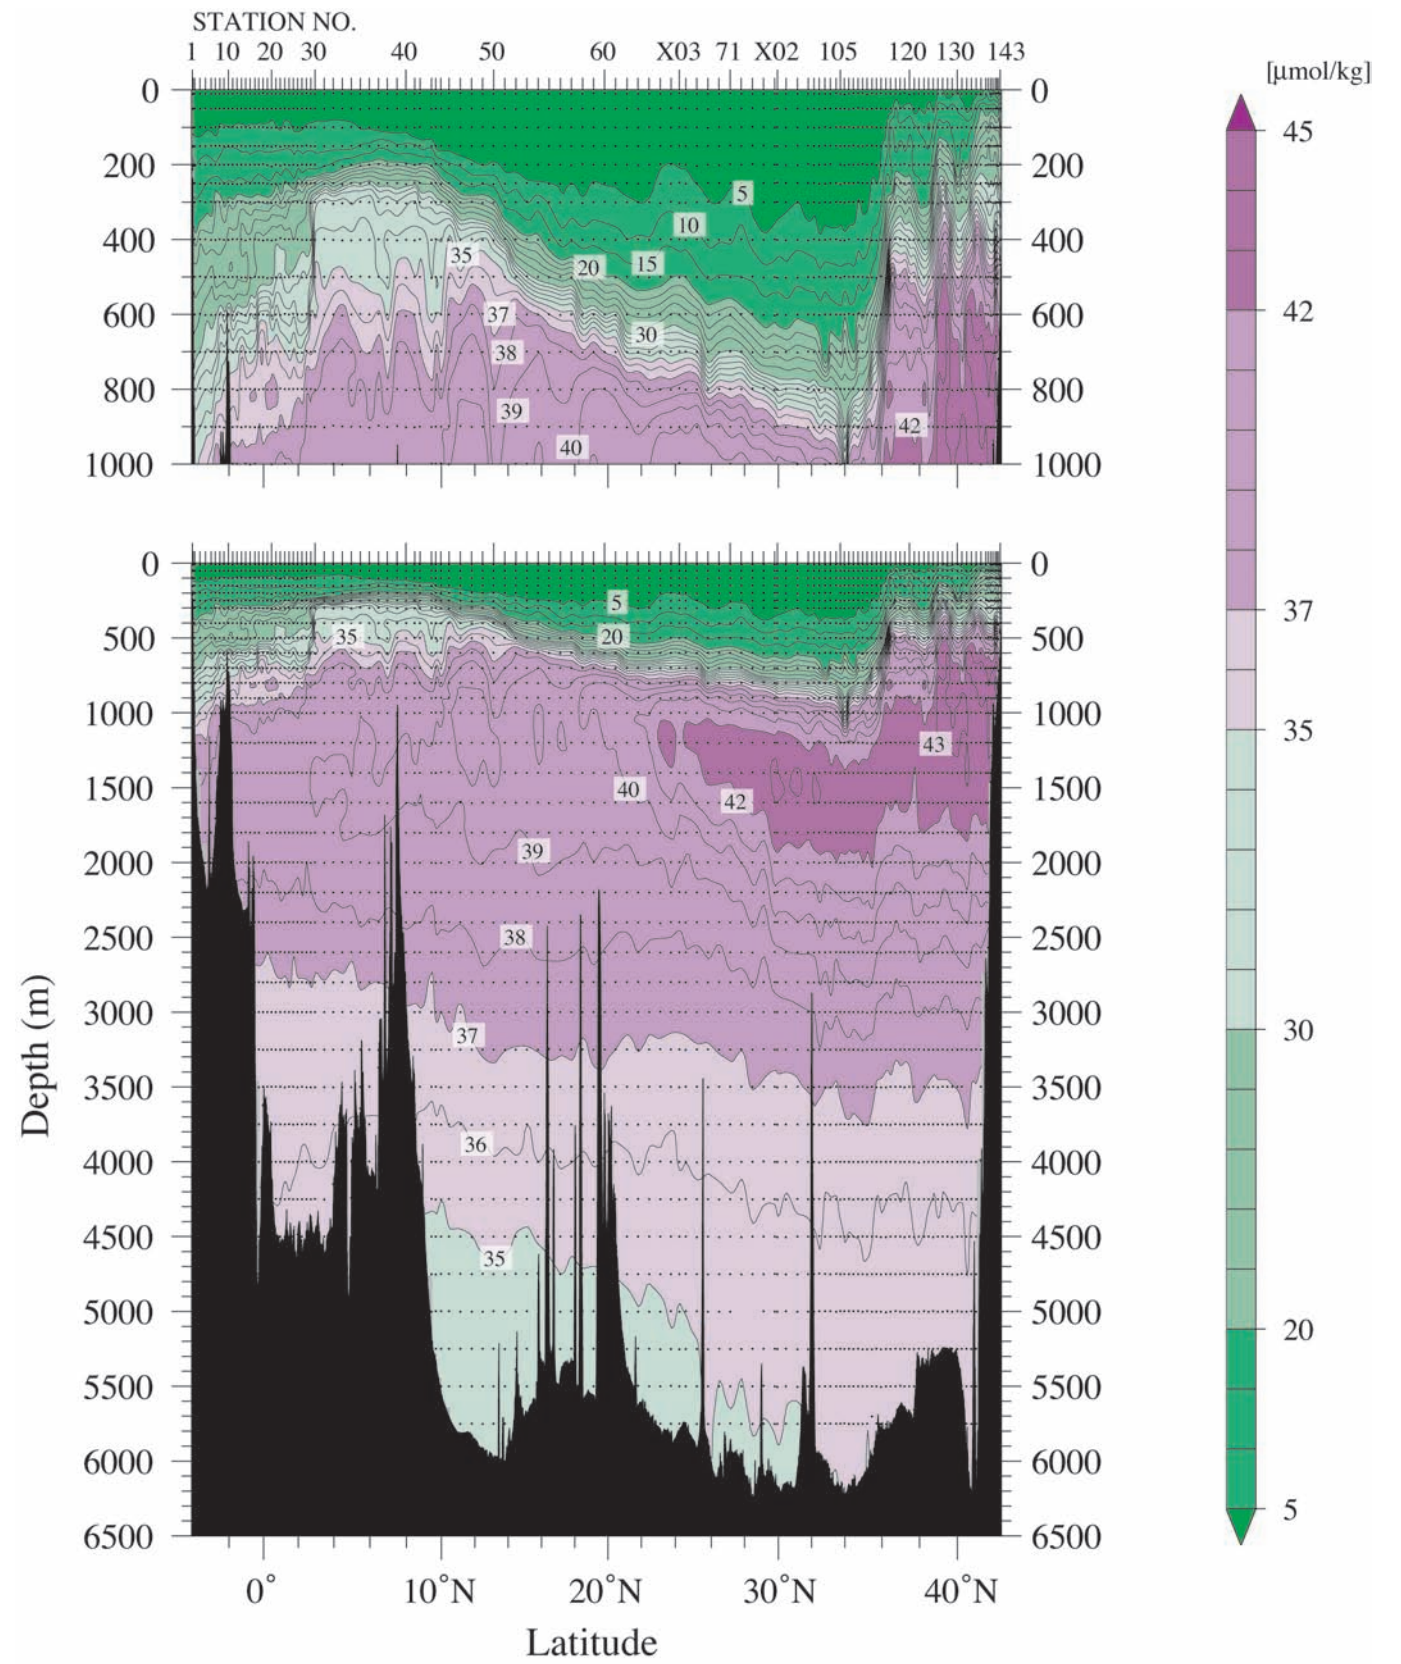 STATION NO.
1 10 20 30 40 50 60 X03 71 X02 105 120 130 143
[μmol/kg]
0 0
45
200 200
5
10
400 400
35 20 15
600 37 30 600
42
38
800 800
39 42
40
1000 1000
0 5 0
500 35 20 500
37
1000 1000
43
35
1500 40 42 1500
2000 39 2000
2500 38 2500
3000 37 3000
30
3500 3500
4000 36 4000
4500 35 4500
5000 5000
20
5500 5500
6000 6000
5
6500 6500
Depth (m)
0° 10°N 20°N 30°N 40°N
Latitude